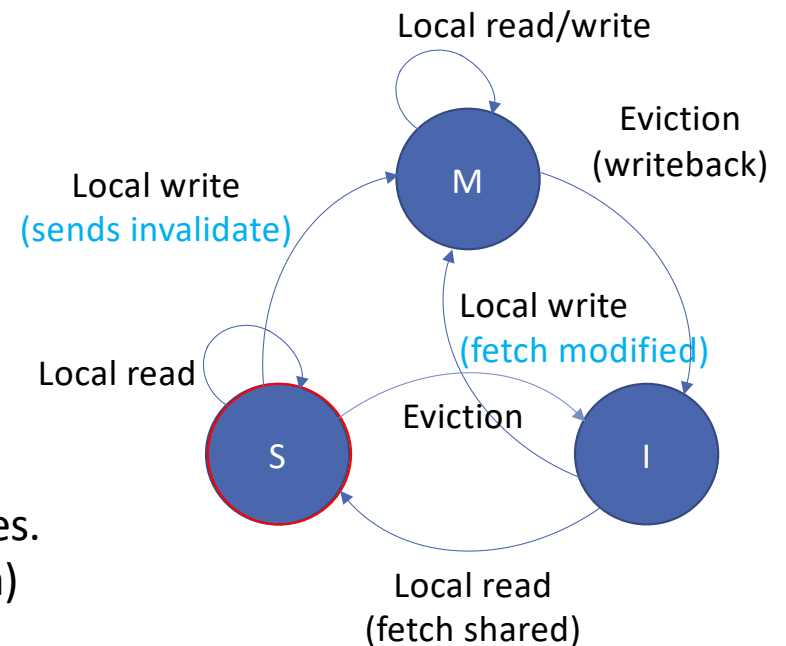 Local read/write
Eviction
(writeback)
M
Local write
(sends invalidate)
Local write
(fetch modified)
Local read
Eviction
S
I
es.
)
Local read
(fetch shared)